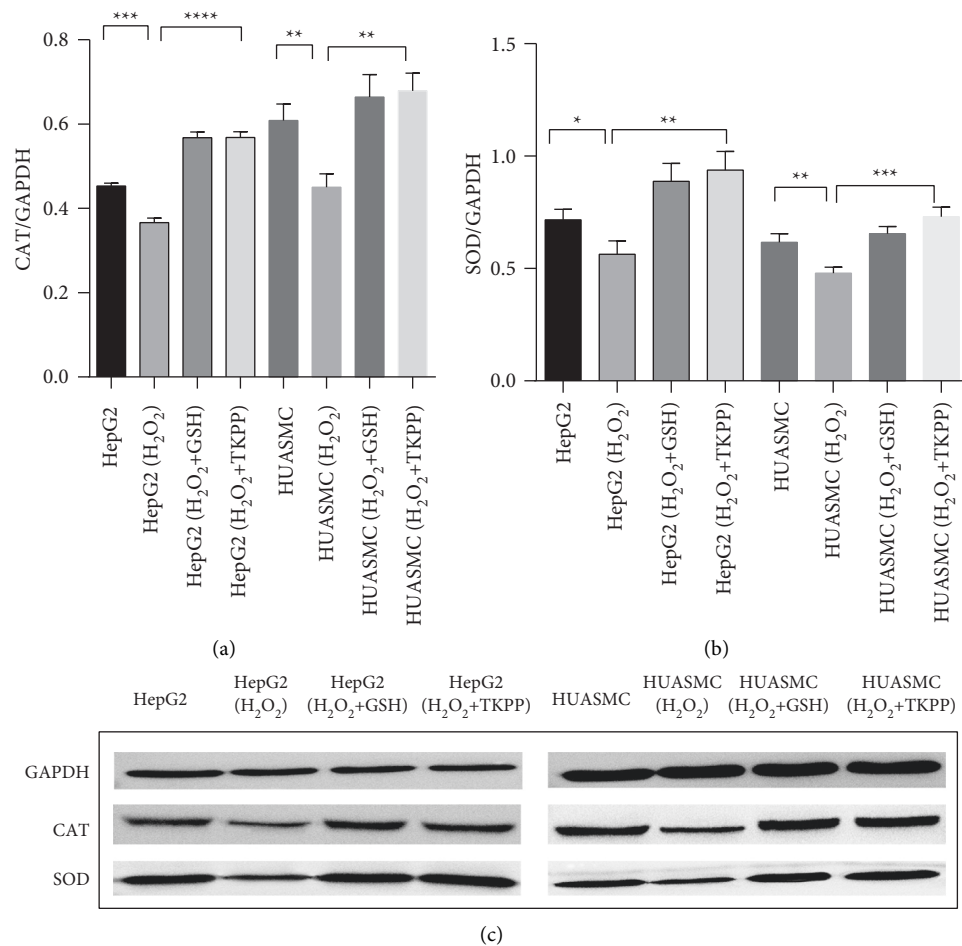 *** **** ** **
0.8
0.6
0.4
0.2
0.0
CAT/GAPDH
HepG2
HepG2 (H₂O₂)
HepG2 (H₂O₂+GSH)
HepG2 (H₂O₂+TKPP)
HUASMC
HUASMC (H₂O₂)
HUASMC (H₂O₂+GSH)
HUASMC (H₂O₂+TKPP)
(a)
* ** ** ***
1.5
1.0
0.5
0.0
SOD/GAPDH
HepG2
HepG2 (H₂O₂)
HepG2 (H₂O₂+GSH)
HepG2 (H₂O₂+TKPP)
HUASMC
HUASMC (H₂O₂)
HUASMC (H₂O₂+GSH)
HUASMC (H₂O₂+TKPP)
(b)
HepG2
HepG2
(H₂O₂)
HepG2
(H₂O₂+GSH)
HepG2
(H₂O₂+TKPP)
HUASMC
HUASMC
(H₂O₂)
HUASMC
(H₂O₂+GSH)
HUASMC
(H₂O₂+TKPP)
GAPDH
CAT
SOD
(c)